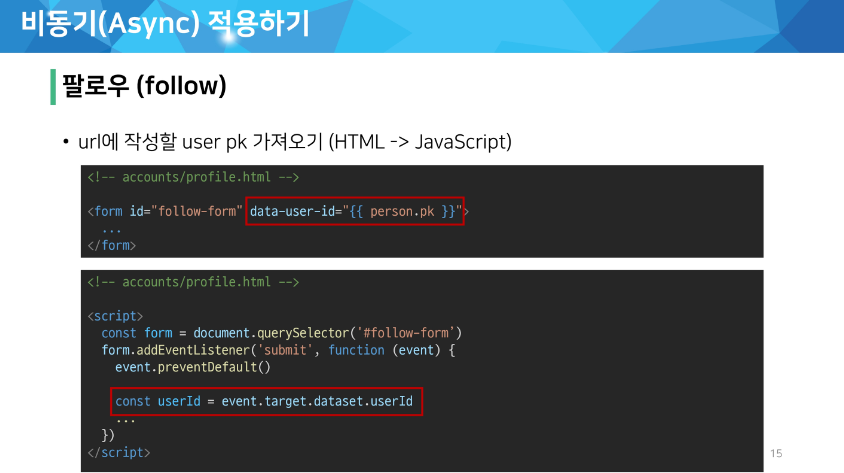 비동기(Async) 적용하기
팔로우 (follow)
• url에 작성할 user pk 가져오기 (HTML -> JavaScript)
<!-- accounts/profile.html -->
<form id="follow-form" data-user-id="{{ person.pk }}">
...
</form>
<!-- accounts/profile.html -->
<script>
const form = document.querySelector('#follow-form')
form.addEventListener('submit', function (event) {
event.preventDefault()
const userId = event.target.dataset.userId
...
})
</script>
15